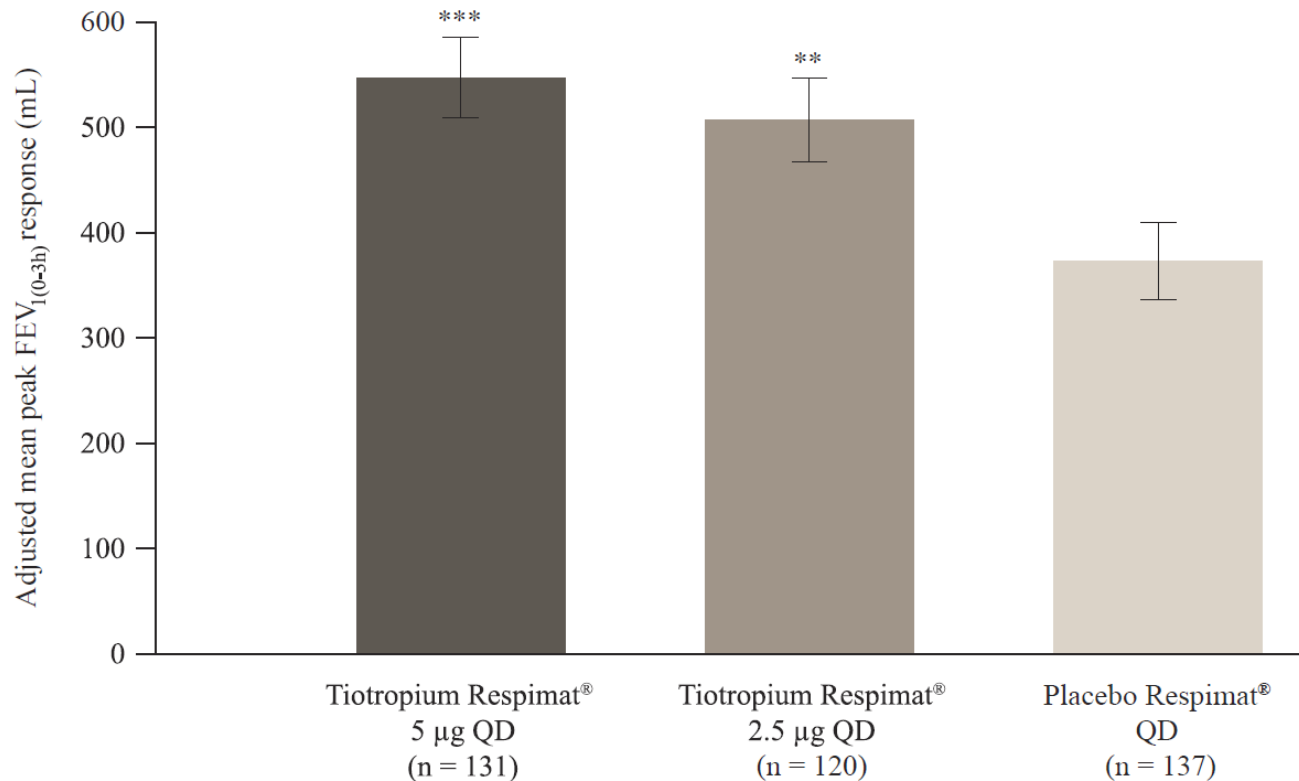 Adjusted mean peak FEV1(0-3h) response (mL)
600
500
400
300
200
100
0
***
**
Tiotropium Respimat®
5 µg QD
(n = 131)
Tiotropium Respimat®
2.5 µg QD
(n = 120)
Placebo Respimat®
QD
(n = 137)